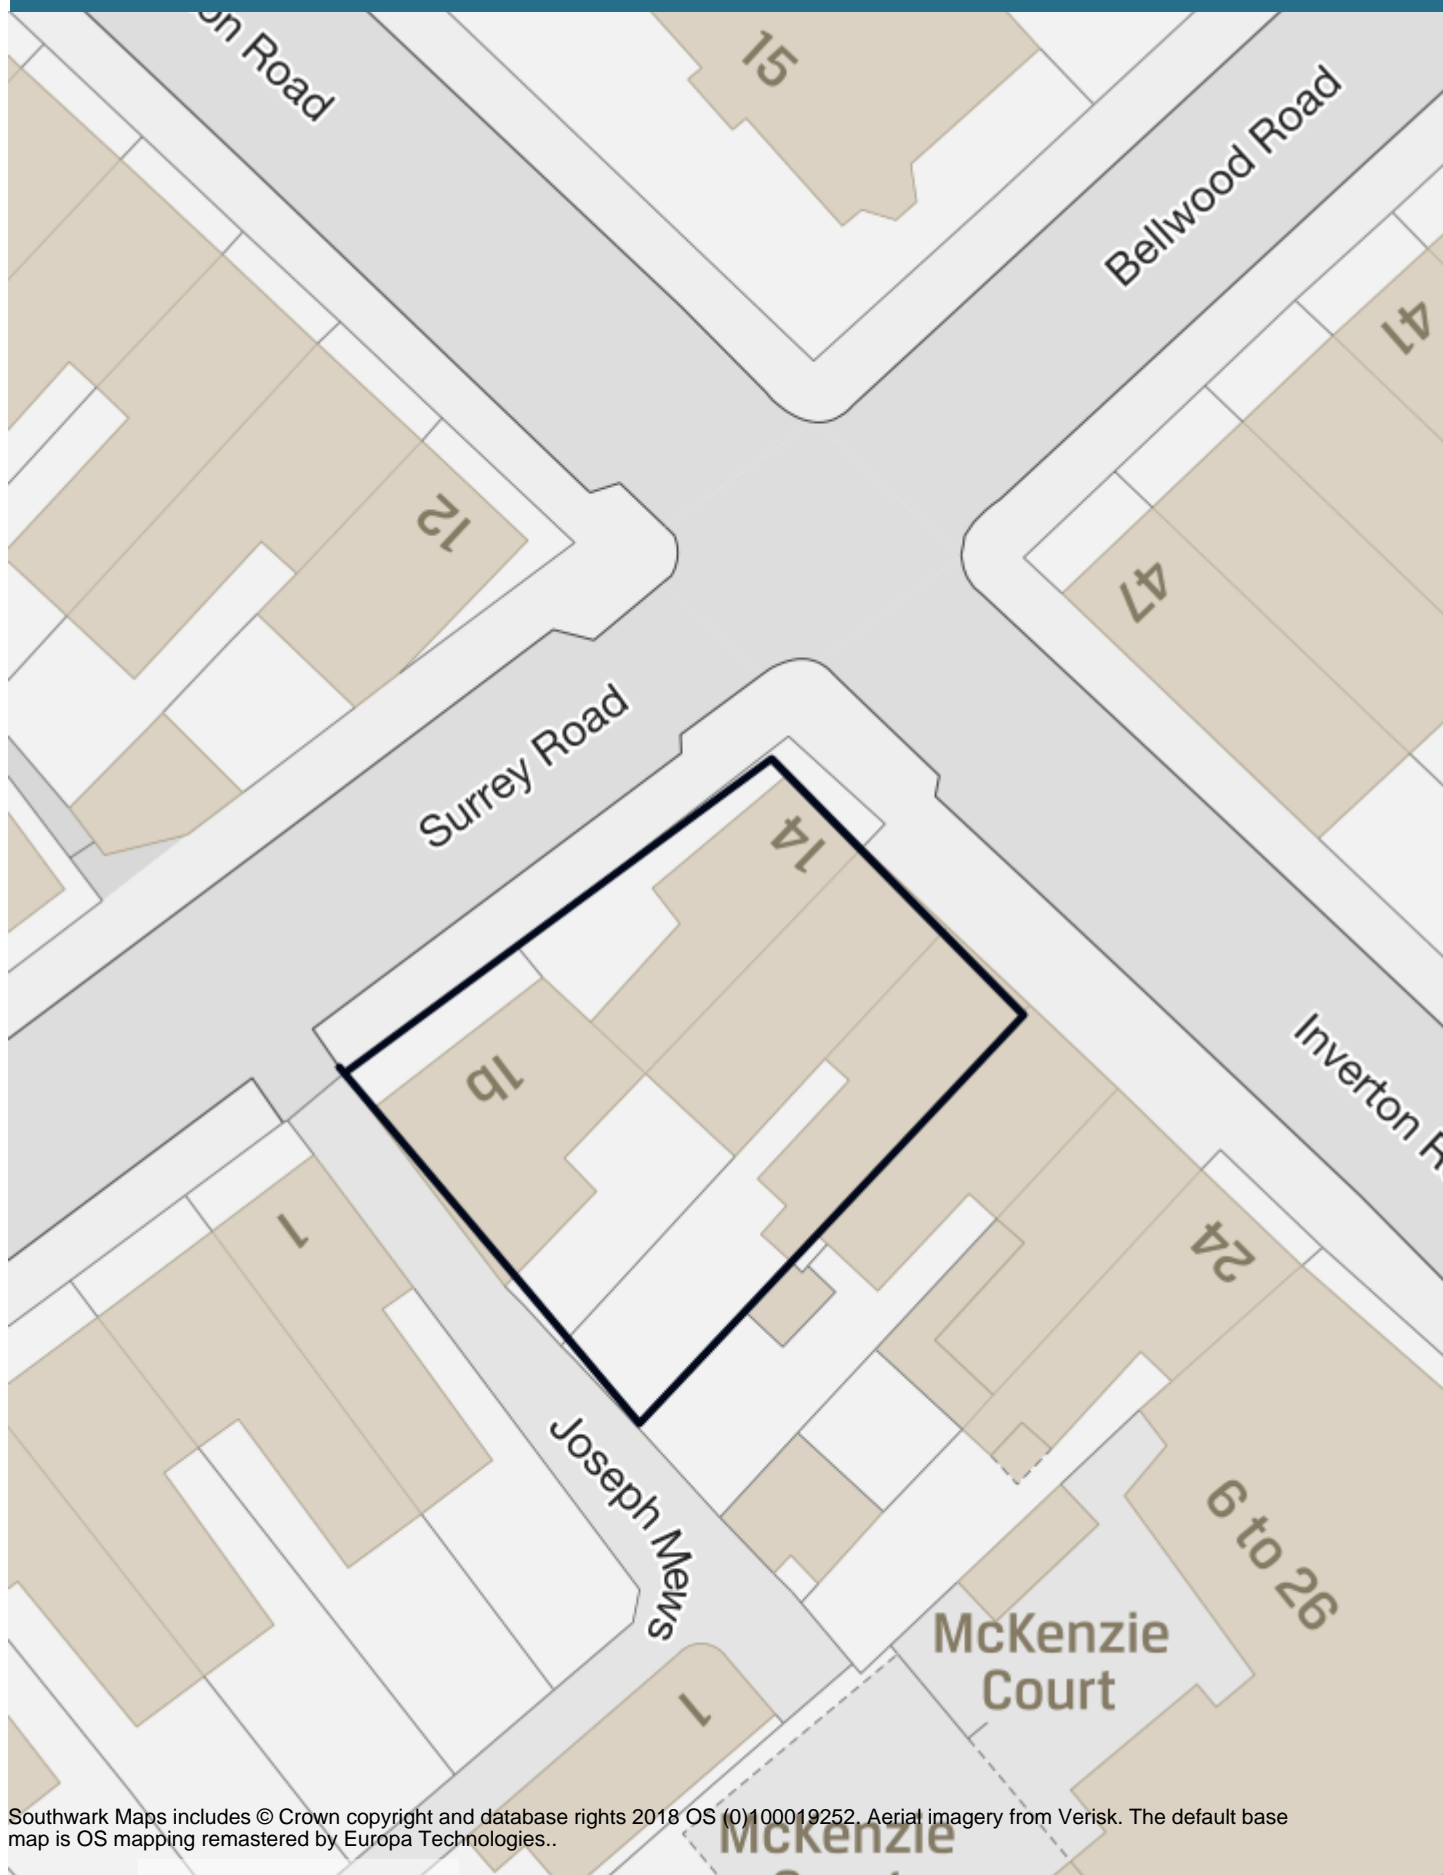 on Road
15
Bellwood Road
41
12
47
Surrey Road
14
1b
Inverton R
1
24
Joseph Mews
6 to 26
McKenzie
Court
1
Southwark Maps includes © Crown copyright and database rights 2018 OS (0)100019252. Aerial imagery from Verisk. The default base
map is OS mapping remastered by Europa Technologies..
McKenzie